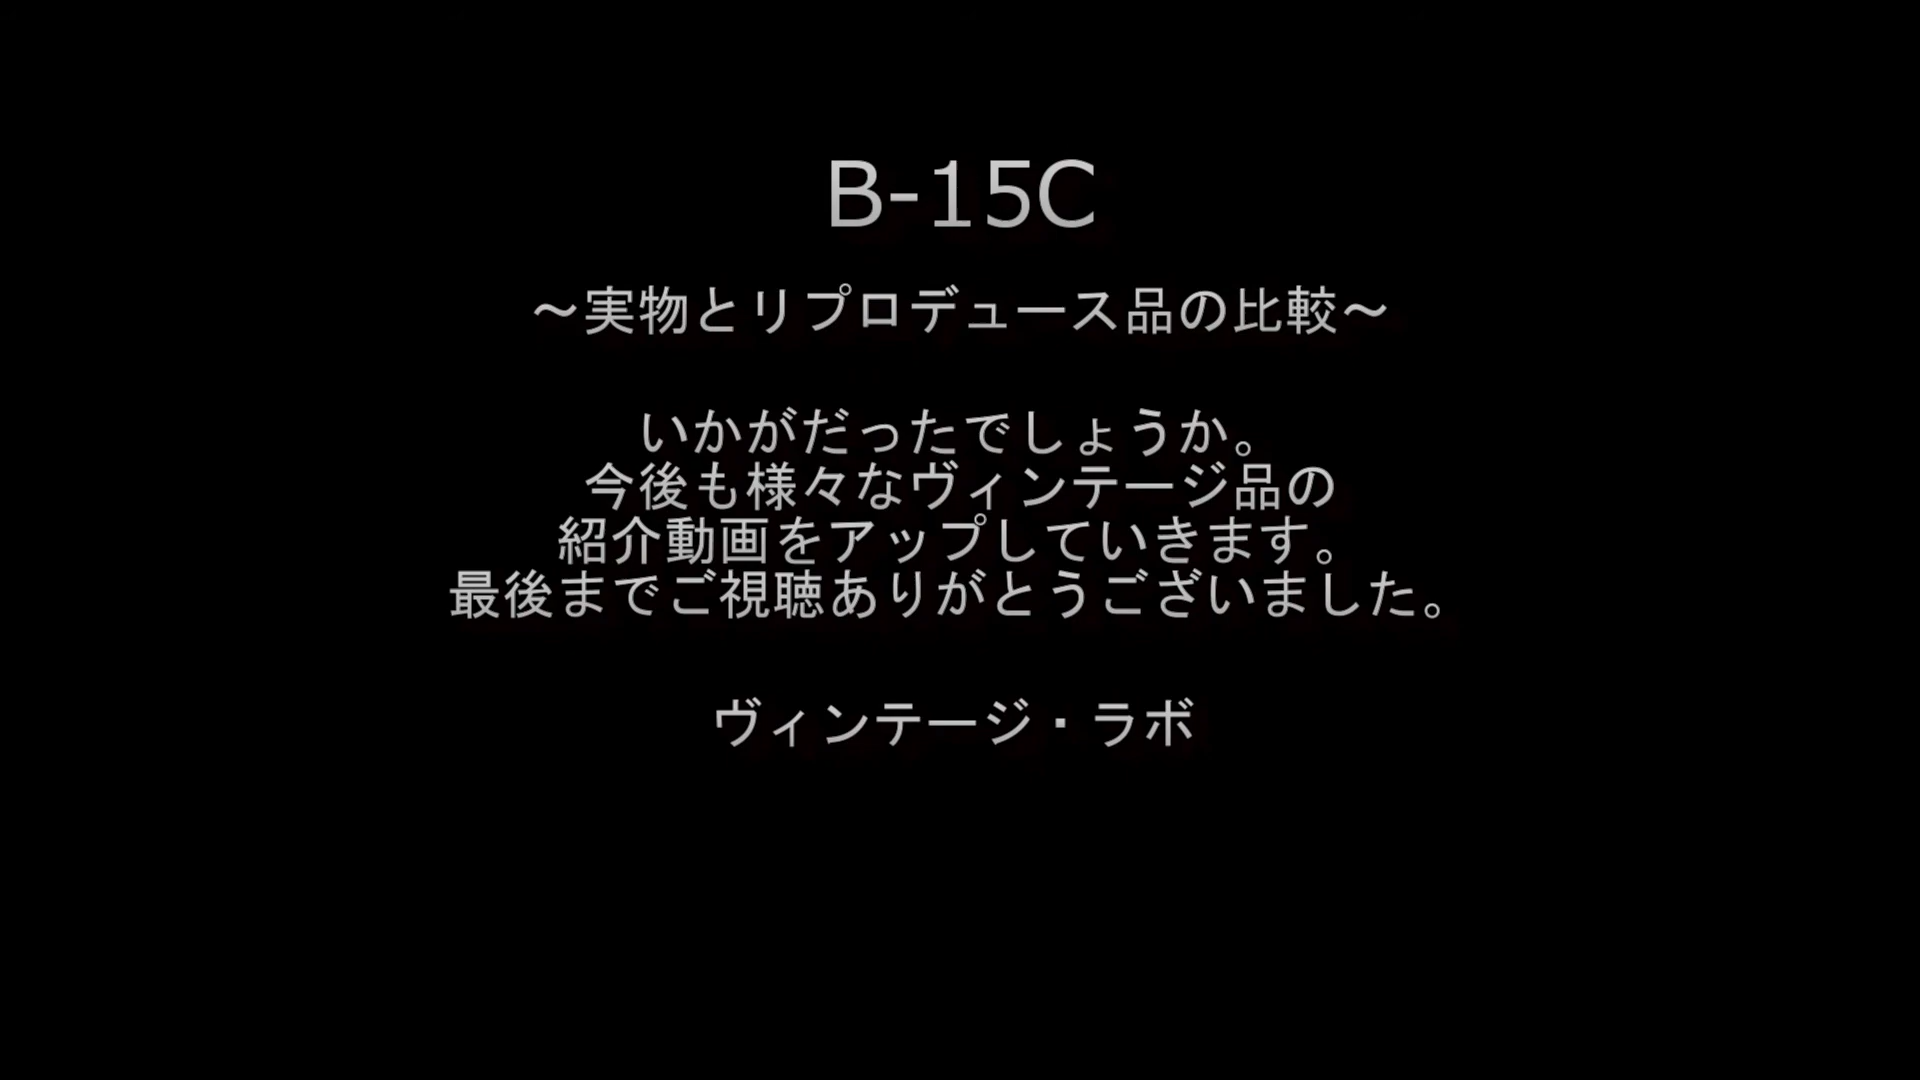 B-15C
～実物とリプロデュース品の比較～
いかがだったでしょうか。
今後も様々なヴィンテージ品の
紹介動画をアップしていきます。
最後までご視聴ありがとうございました。
ヴィンテージ・ラボ